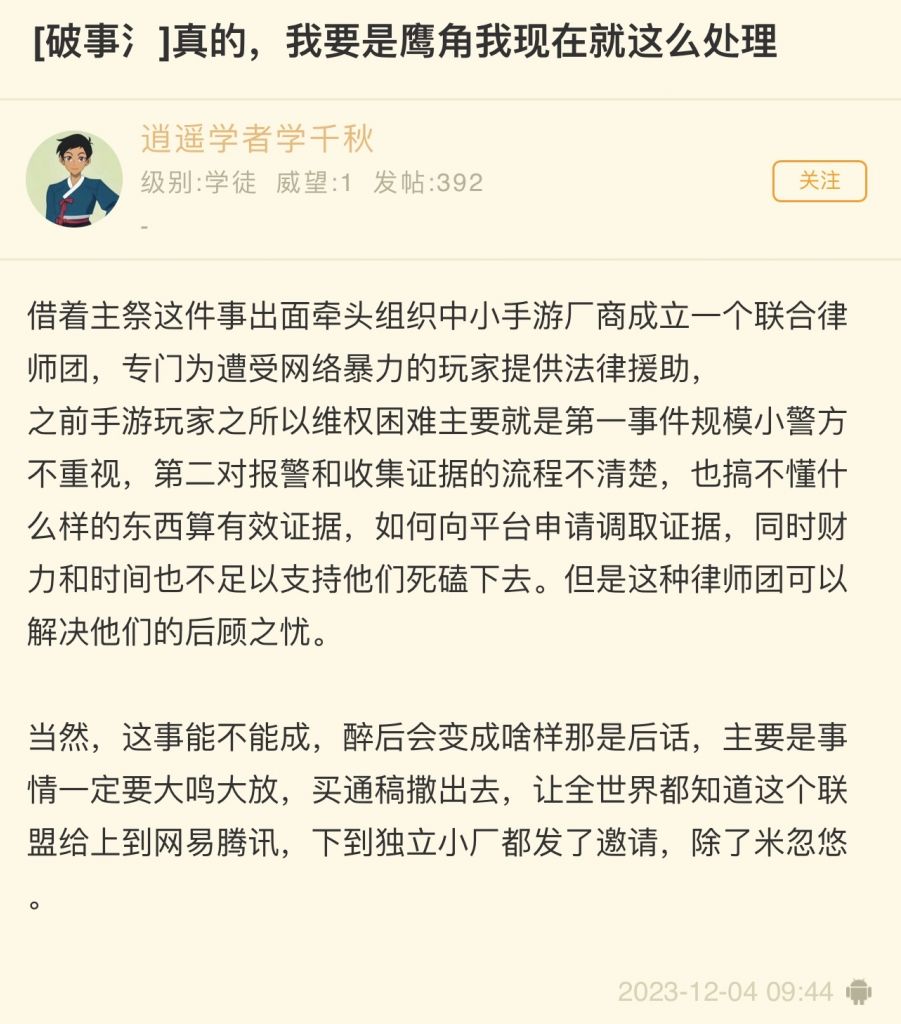 [破事氵]真的，我要是鹰角我现在就这么处理
逍遥学者学千秋
级别:学徒 威望:1 发帖:392
关注
-
借着主祭这件事出面牵头组织中小手游厂商成立一个联合律
师团，专门为遭受网络暴力的玩家提供法律援助，
之前手游玩家之所以维权困难主要就是第一事件规模小警方
不重视，第二对报警和收集证据的流程不清楚，也搞不懂什
么样的东西算有效证据，如何向平台申请调取证据，同时财
力和时间也不足以支持他们死磕下去。但是这种律师团可以
解决他们的后顾之忧。
当然，这事能不能成，醉后会变成啥样那是后话，主要是事
情一定要大鸣大放，买通稿撒出去，让全世界都知道这个联
盟给上到网易腾讯，下到独立小厂都发了邀请，除了米忽悠
。
2023-12-04 09:44